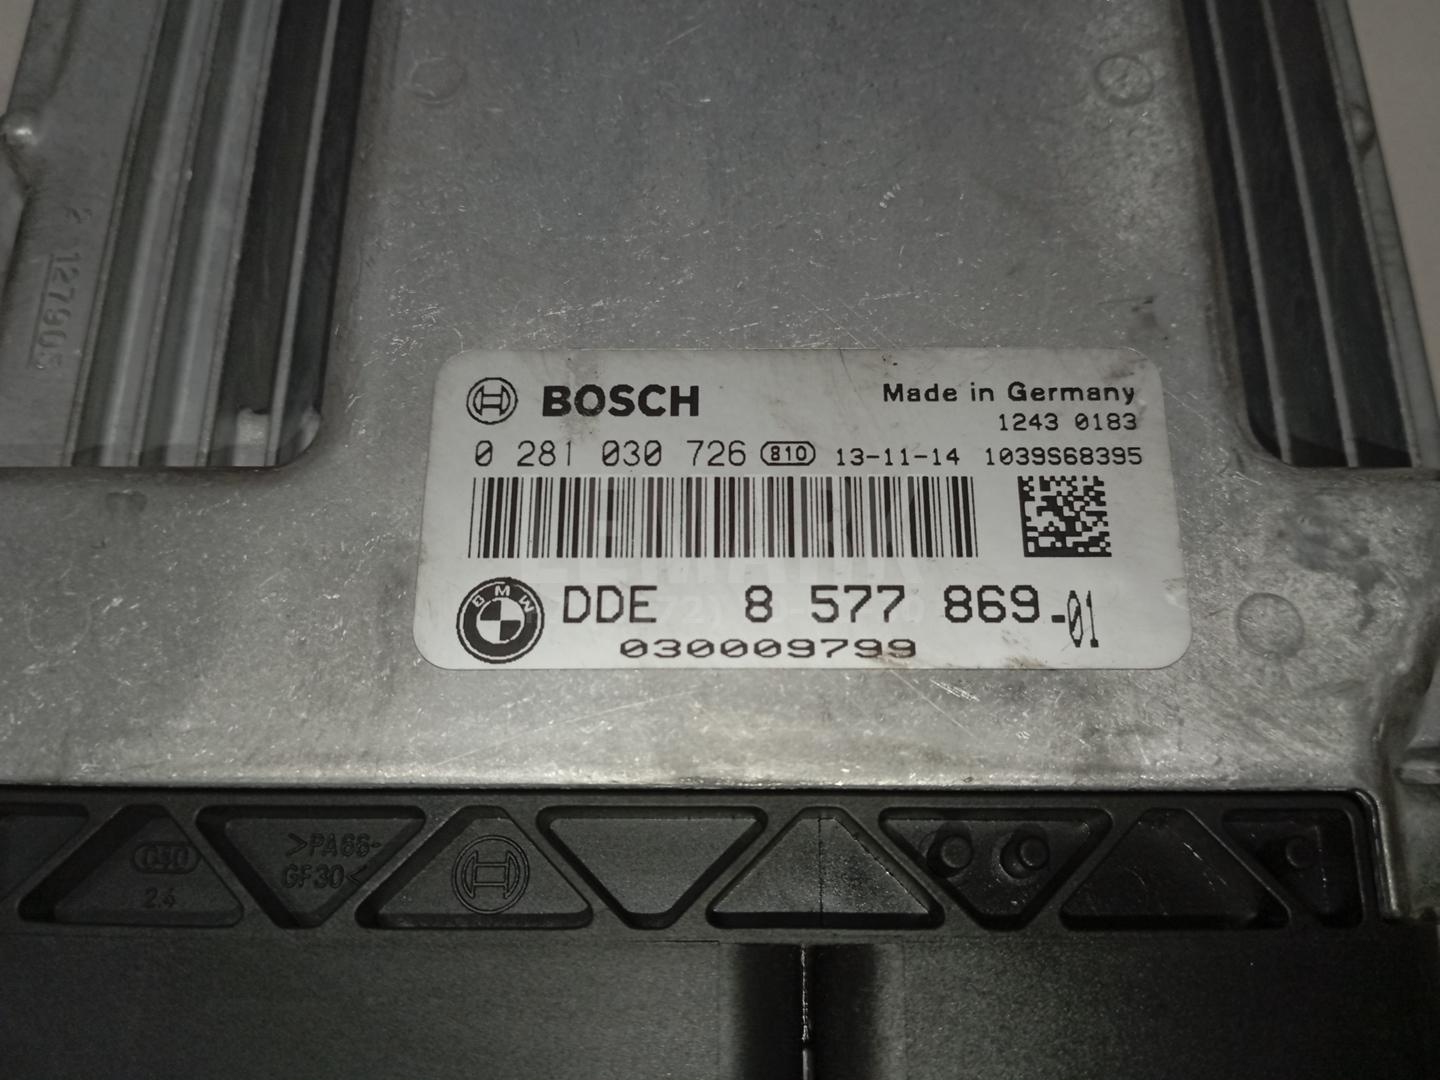 BOSCH
Made in Germany
1243 0183
0 281 030 726 810 13-11-14 1039S68395
BMW
DDE 8 577 869-01
030009799
>PA66-
GF30<